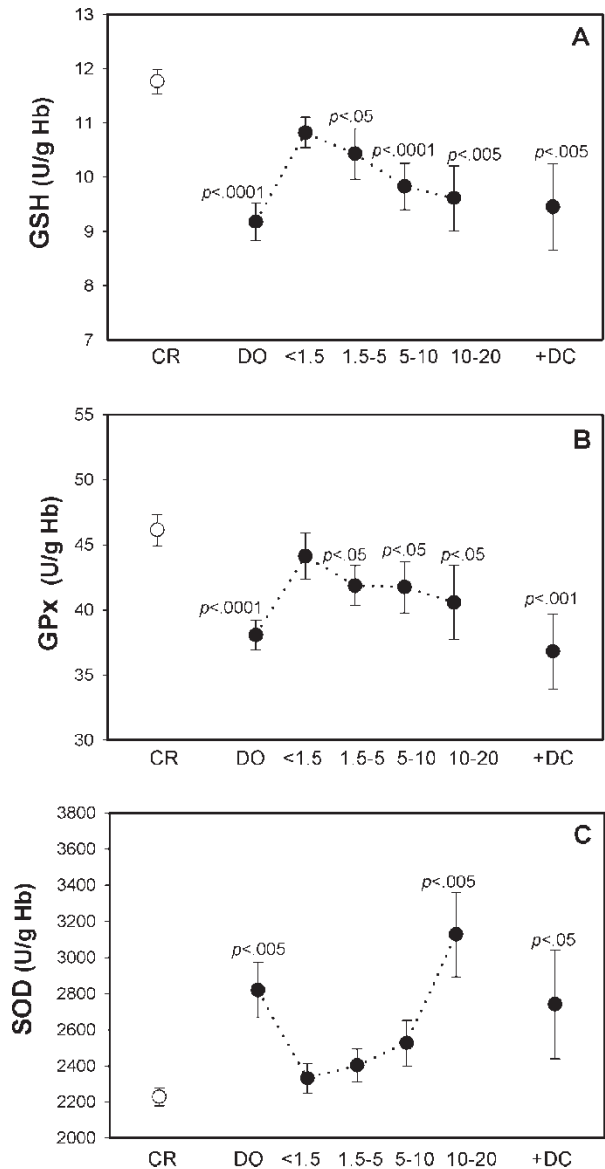 13
A
12
11
10
9
8
7
GSH (U/g Hb)
p<.0001
p<.05
p<.0001
p<.005
p<.005
CR DO <1.5 1.5-5 5-10 10-20 +DC
55
B
50
45
40
35
30
GPx (U/g Hb)
p<.0001
p<.05
p<.05
p<.05
p<.001
CR DO <1.5 1.5-5 5-10 10-20 +DC
3800
C
3600
3400
3200
3000
2800
2600
2400
2200
2000
SOD (U/g Hb)
p<.005
p<.005
p<.05
CR DO <1.5 1.5-5 5-10 10-20 +DC